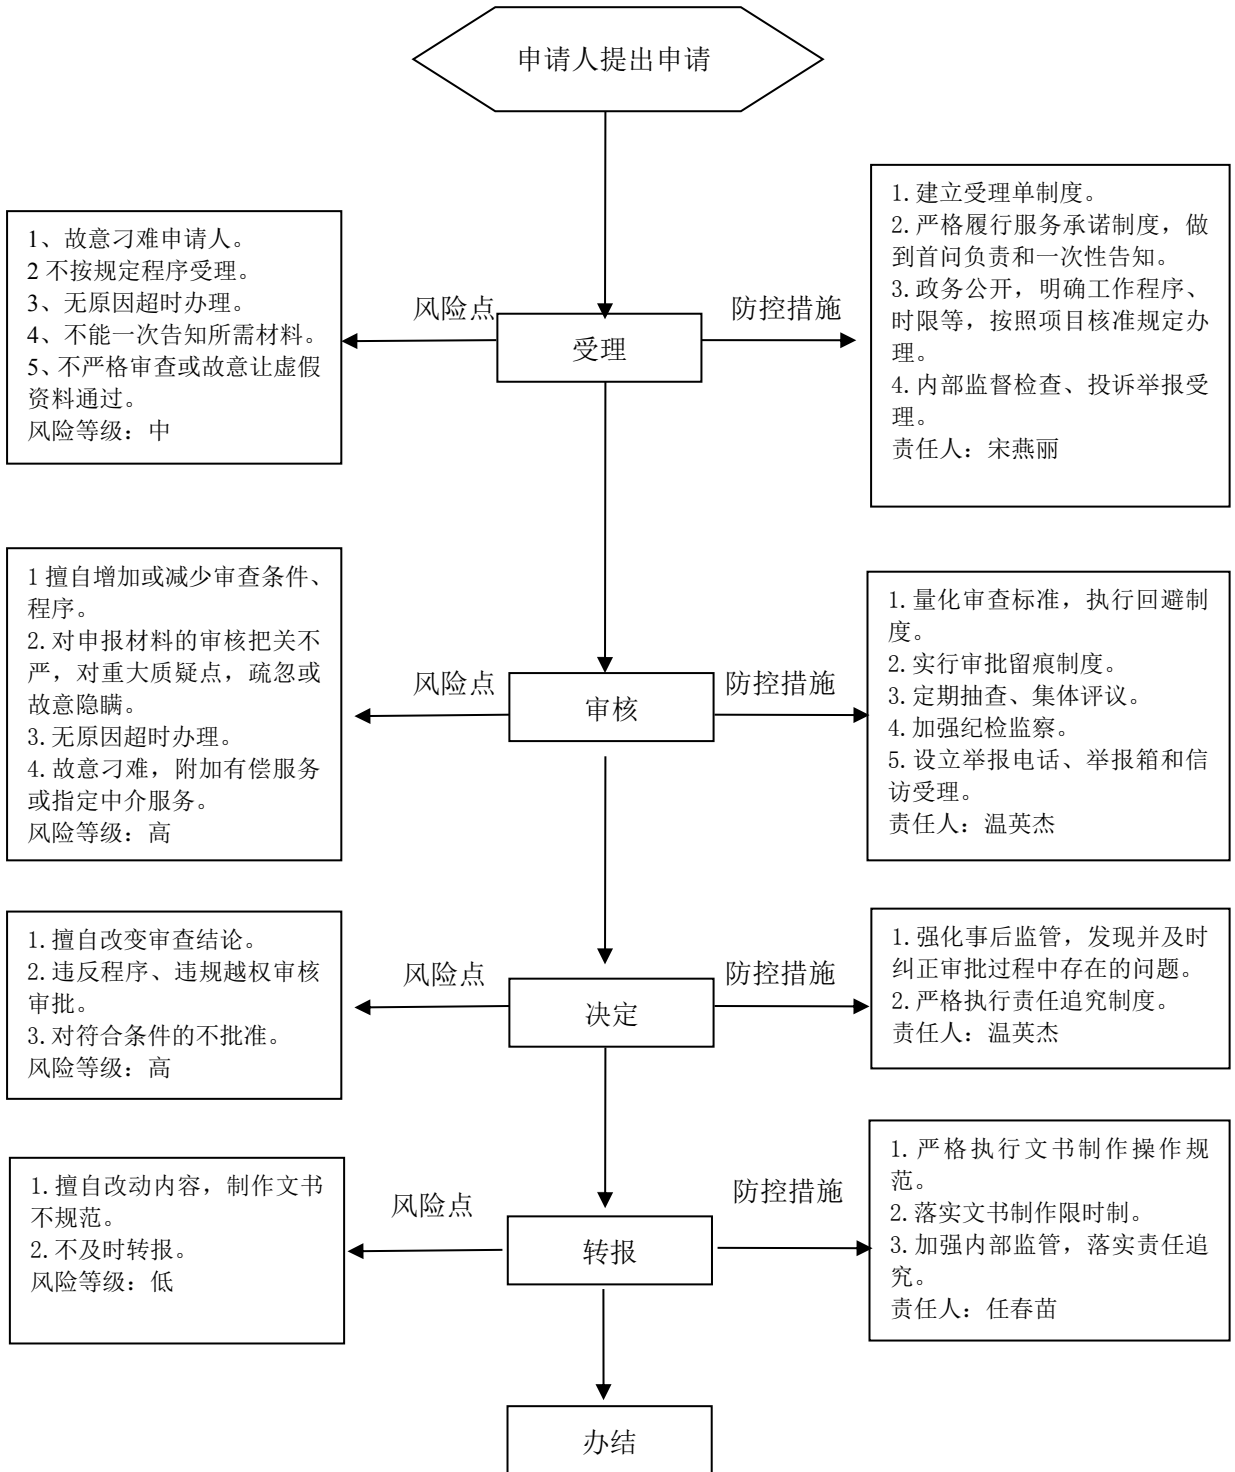 申请人提出申请
1、故意刁难申请人。
2 不按规定程序受理。
3、无原因超时办理。
4、不能一次告知所需材料。
5、不严格审查或故意让虚假
资料通过。
风险等级：中
风险点
受理
防控措施
1.建立受理单制度。
2.严格履行服务承诺制度，做
到首问负责和一次性告知。
3.政务公开，明确工作程序、
时限等，按照项目核准规定办
理。
4.内部监督检查、投诉举报受
理。
责任人：宋燕丽
1 擅自增加或减少审查条件、
程序。
2.对申报材料的审核把关不
严，对重大质疑点，疏忽或
故意隐瞒。
3.无原因超时办理。
4.故意刁难，附加有偿服务
或指定中介服务。
风险等级：高
风险点
审核
防控措施
1.量化审查标准，执行回避制
度。
2.实行审批留痕制度。
3.定期抽查、集体评议。
4.加强纪检监察。
5.设立举报电话、举报箱和信
访受理。
责任人：温英杰
1.擅自改变审查结论。
2.违反程序、违规越权审核
审批。
3.对符合条件的不批准。
风险等级：高
风险点
决定
防控措施
1.强化事后监管，发现并及时
纠正审批过程中存在的问题。
2.严格执行责任追究制度。
责任人：温英杰
1.擅自改动内容，制作文书
不规范。
2.不及时转报。
风险等级：低
风险点
转报
防控措施
1.严格执行文书制作操作规
范。
2.落实文书制作限时制。
3.加强内部监管，落实责任追
究。
责任人：任春苗
办结